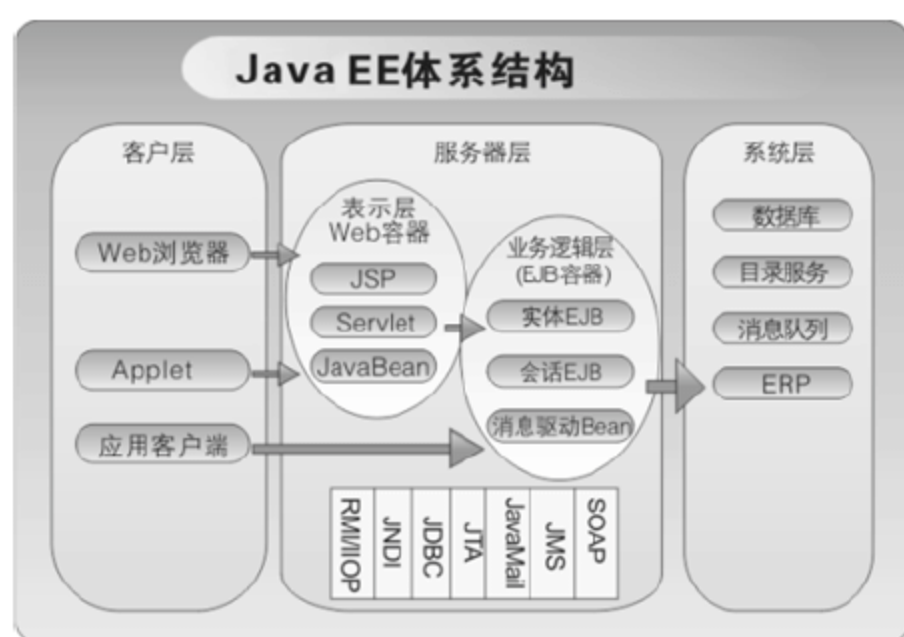 Java EE体系结构
客户层
Web浏览器
Applet
应用客户端
服务器层
表示层
Web容器
JSP
Servlet
JavaBean
业务逻辑层
(EJB容器)
实体EJB
会话EJB
消息驱动Bean
RMI/IIOP
JNDI
JDBC
JTA
JavaMail
JMS
SOAP
系统层
数据库
目录服务
消息队列
ERP